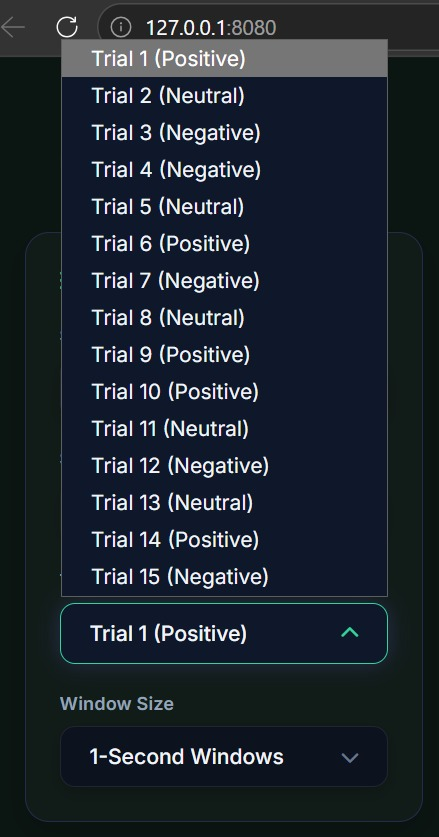 127.0.0.1:8080
Trial 1 (Positive)
Trial 2 (Neutral)
Trial 3 (Negative)
Trial 4 (Negative)
Trial 5 (Neutral)
Trial 6 (Positive)
Trial 7 (Negative)
Trial 8 (Neutral)
Trial 9 (Positive)
Trial 10 (Positive)
Trial 11 (Neutral)
Trial 12 (Negative)
Trial 13 (Neutral)
Trial 14 (Positive)
Trial 15 (Negative)
Trial 1 (Positive)
Window Size
1-Second Windows